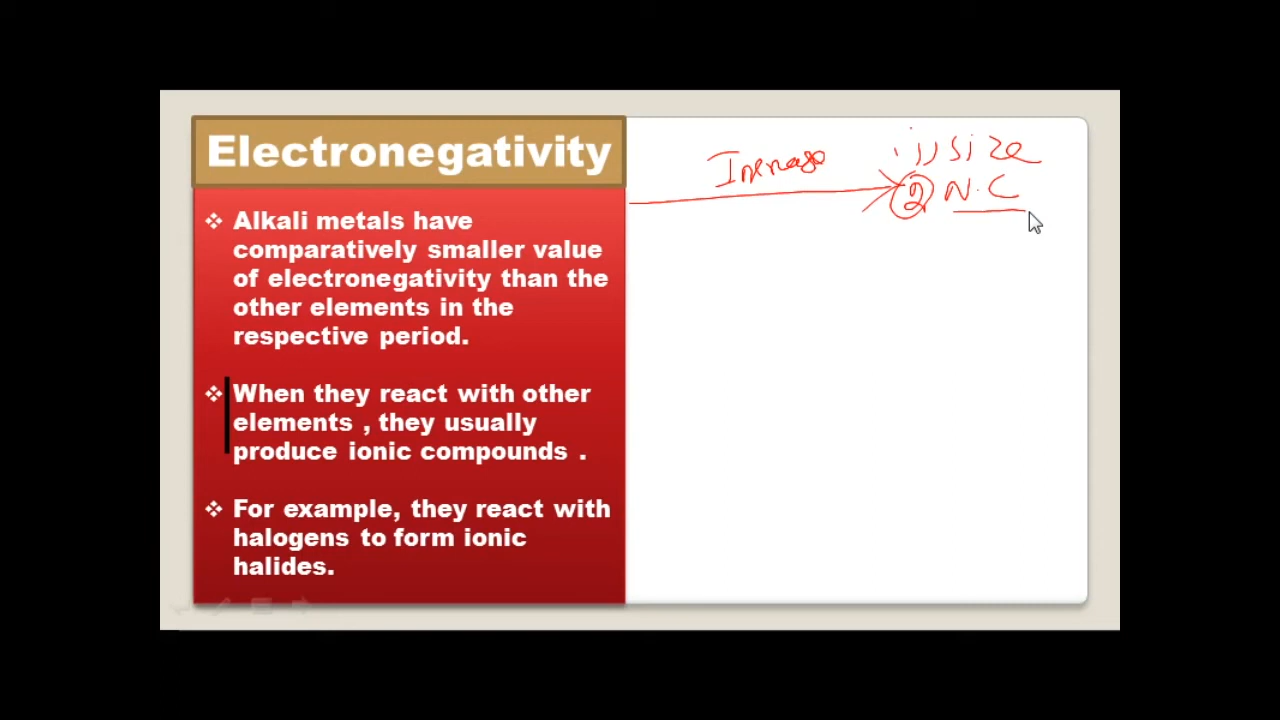 Electronegativity
❖ Alkali metals have
comparatively smaller value
of electronegativity than the
other elements in the
respective period.
❖ When they react with other
elements , they usually
produce ionic compounds .
❖ For example, they react with
halogens to form ionic
halides.
Increase
i) Size
② N.C